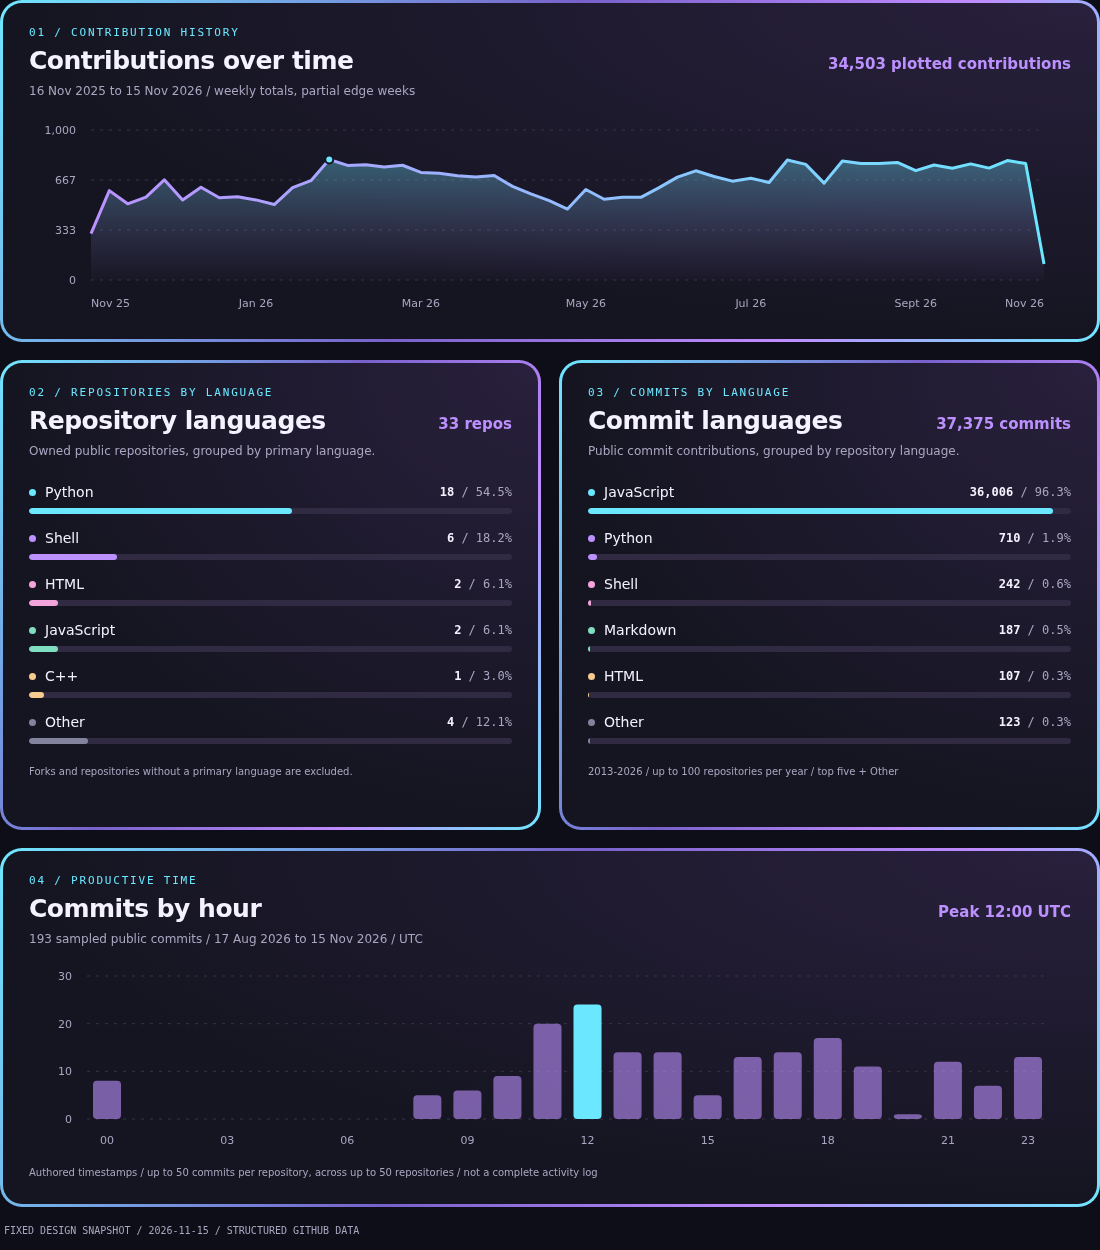 01 / CONTRIBUTION HISTORY
Contributions over time
34,503 plotted contributions
16 Nov 2025 to 15 Nov 2026 / weekly totals, partial edge weeks
1,000
667
333
0
Nov 25 Jan 26 Mar 26 May 26 Jul 26 Sept 26 Nov 26
02 / REPOSITORIES BY LANGUAGE
Repository languages
33 repos
Owned public repositories, grouped by primary language.
Python 18 / 54.5%
Shell 6 / 18.2%
HTML 2 / 6.1%
JavaScript 2 / 6.1%
C++ 1 / 3.0%
Other 4 / 12.1%
Forks and repositories without a primary language are excluded.
03 / COMMITS BY LANGUAGE
Commit languages
37,375 commits
Public commit contributions, grouped by repository language.
JavaScript 36,006 / 96.3%
Python 710 / 1.9%
Shell 242 / 0.6%
Markdown 187 / 0.5%
HTML 107 / 0.3%
Other 123 / 0.3%
2013-2026 / up to 100 repositories per year / top five + Other
04 / PRODUCTIVE TIME
Commits by hour
Peak 12:00 UTC
193 sampled public commits / 17 Aug 2026 to 15 Nov 2026 / UTC
30
20
10
0
00 03 06 09 12 15 18 21 23
Authored timestamps / up to 50 commits per repository, across up to 50 repositories / not a complete activity log
FIXED DESIGN SNAPSHOT / 2026-11-15 / STRUCTURED GITHUB DATA